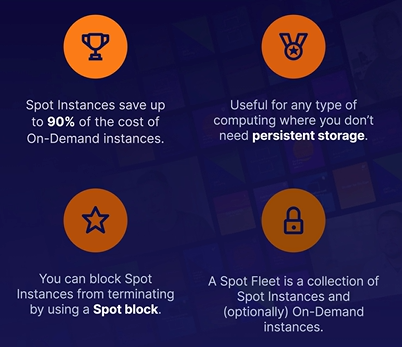 Spot Instances save up
to 90% of the cost of
On-Demand instances.
Useful for any type of
computing where you don’t
need persistent storage.
You can block Spot
Instances from terminating
by using a Spot block.
A Spot Fleet is a collection of
Spot Instances and
(optionally) On-Demand
instances.